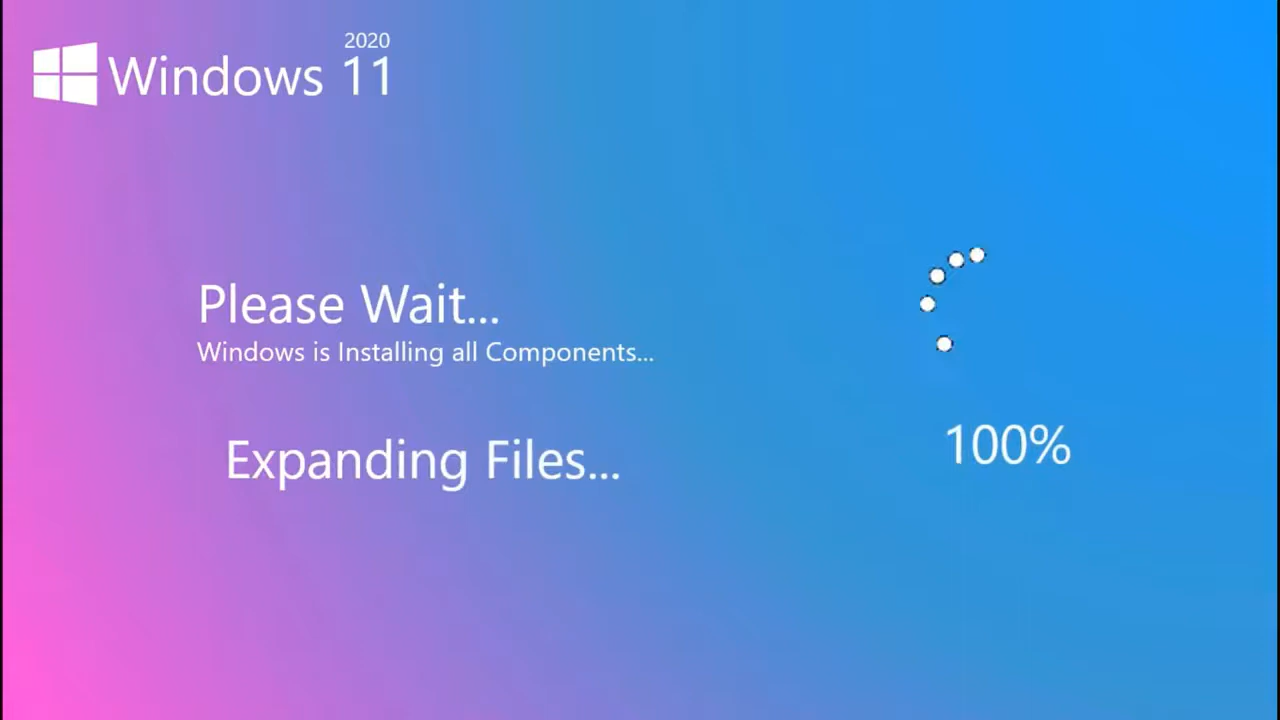 2020
Windows 11
Please Wait...
Windows is Installing all Components...
Expanding Files...
100%